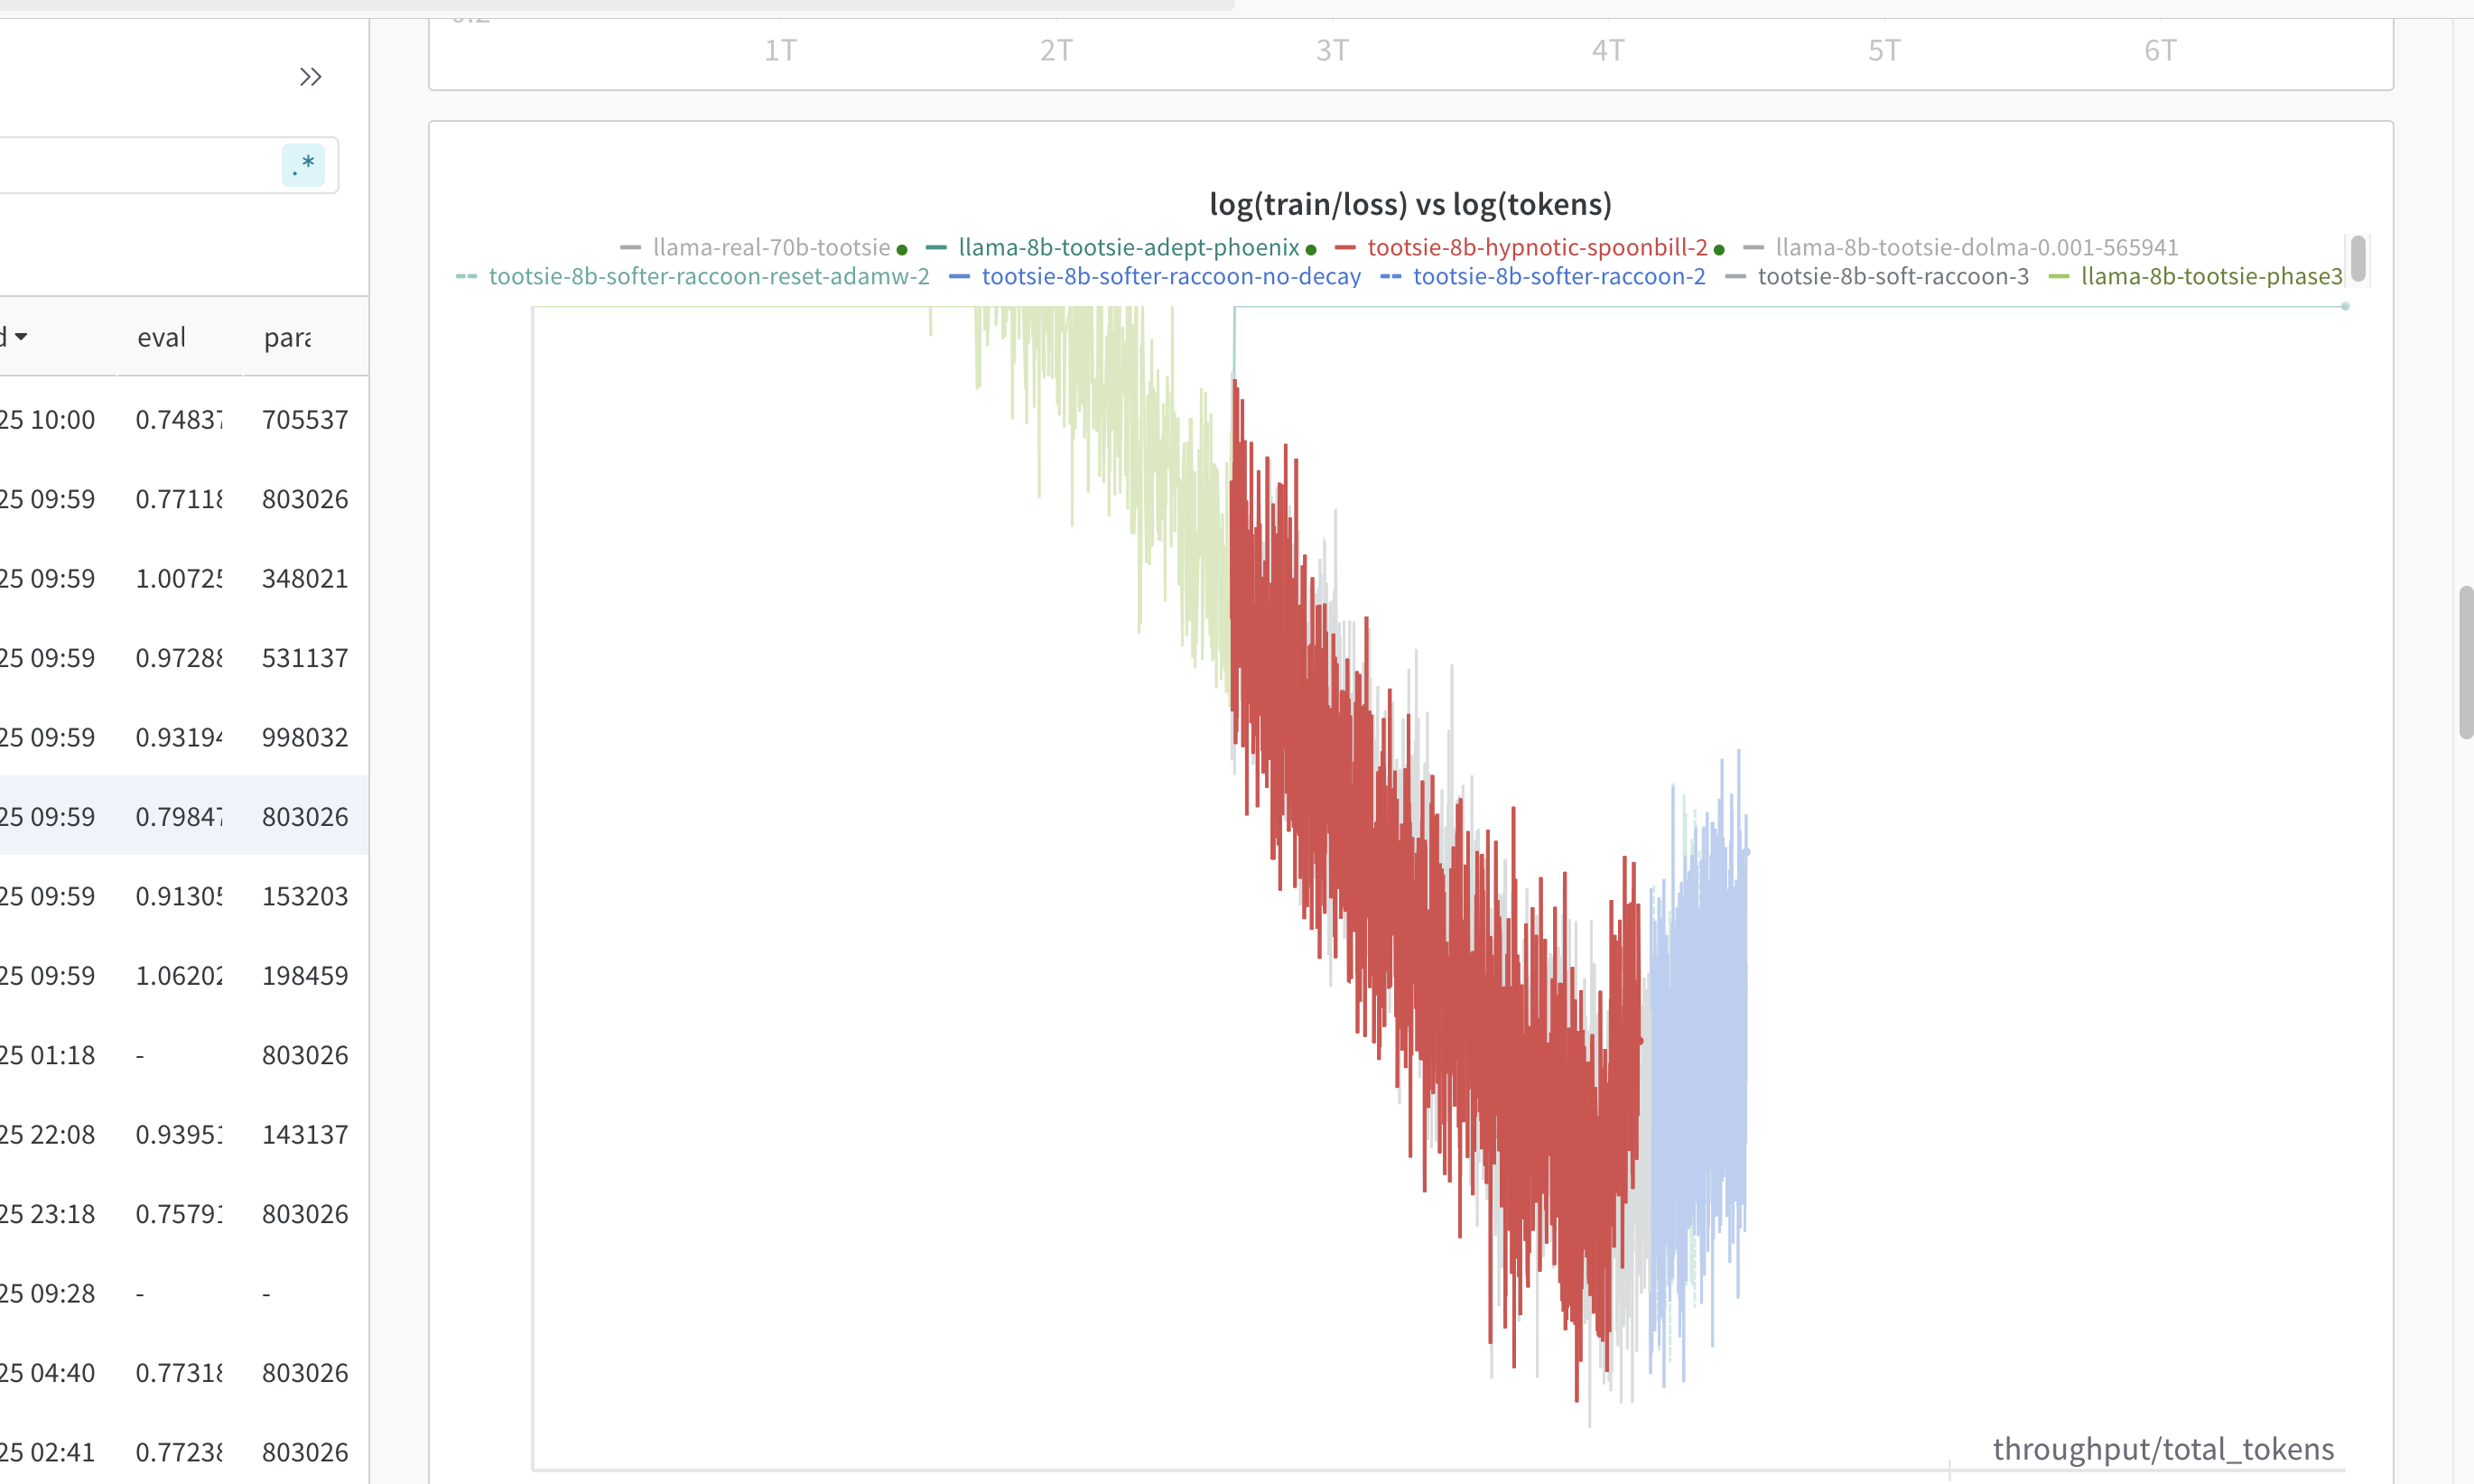 1T 2T 3T 4T 5T 6T
.*
log(train/loss) vs log(tokens)
llama-real-70b-tootsie llama-8b-tootsie-adept-phoenix tootsie-8b-hypnotic-spoonbill-2 llama-8b-tootsie-dolma-0.001-565941
tootsie-8b-softer-raccoon-reset-adamw-2 tootsie-8b-softer-raccoon-no-decay tootsie-8b-softer-raccoon-2 tootsie-8b-soft-raccoon-3 llama-8b-tootsie-phase3
d eval para
25 10:00 0.74837 705537
25 09:59 0.77118 803026
25 09:59 1.00725 348021
25 09:59 0.97288 531137
25 09:59 0.93194 998032
25 09:59 0.79847 803026
25 09:59 0.91305 153203
25 09:59 1.06202 198459
25 01:18 - 803026
25 22:08 0.93951 143137
25 23:18 0.75791 803026
25 09:28 - -
25 04:40 0.77318 803026
25 02:41 0.77238 803026
throughput/total_tokens